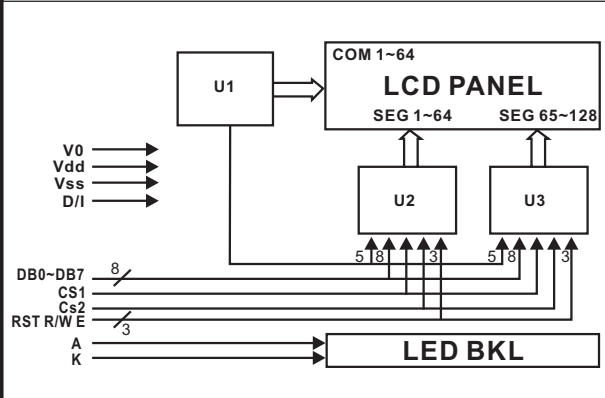 COM 1~64
U1
LCD PANEL
SEG 1~64 SEG 65~128
V0
Vdd
Vss
D/I
U2 U3
5 8 3 5 8 3
DB0~DB7 8
CS1
Cs2
RST R/W E 3
A
K
LED BKL